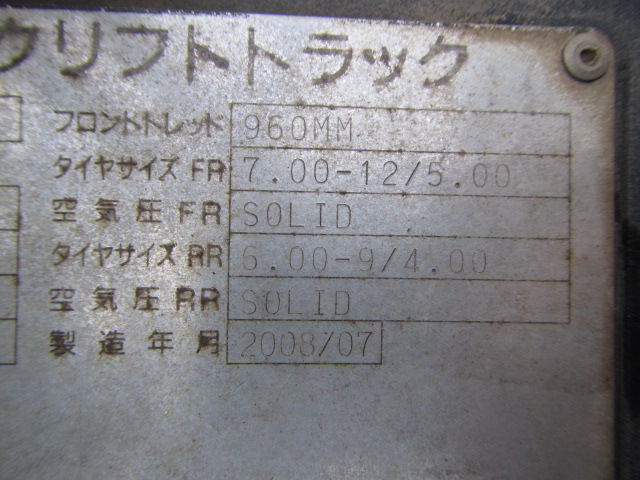 クリフトトラック
フロントトレッド 960MM
タイヤサイズ FR 7.00-12/5.00
空気圧 FR SOLID
タイヤサイズ RR 6.00-9/4.00
空気圧 RR SOLID
製造年月 2008/07